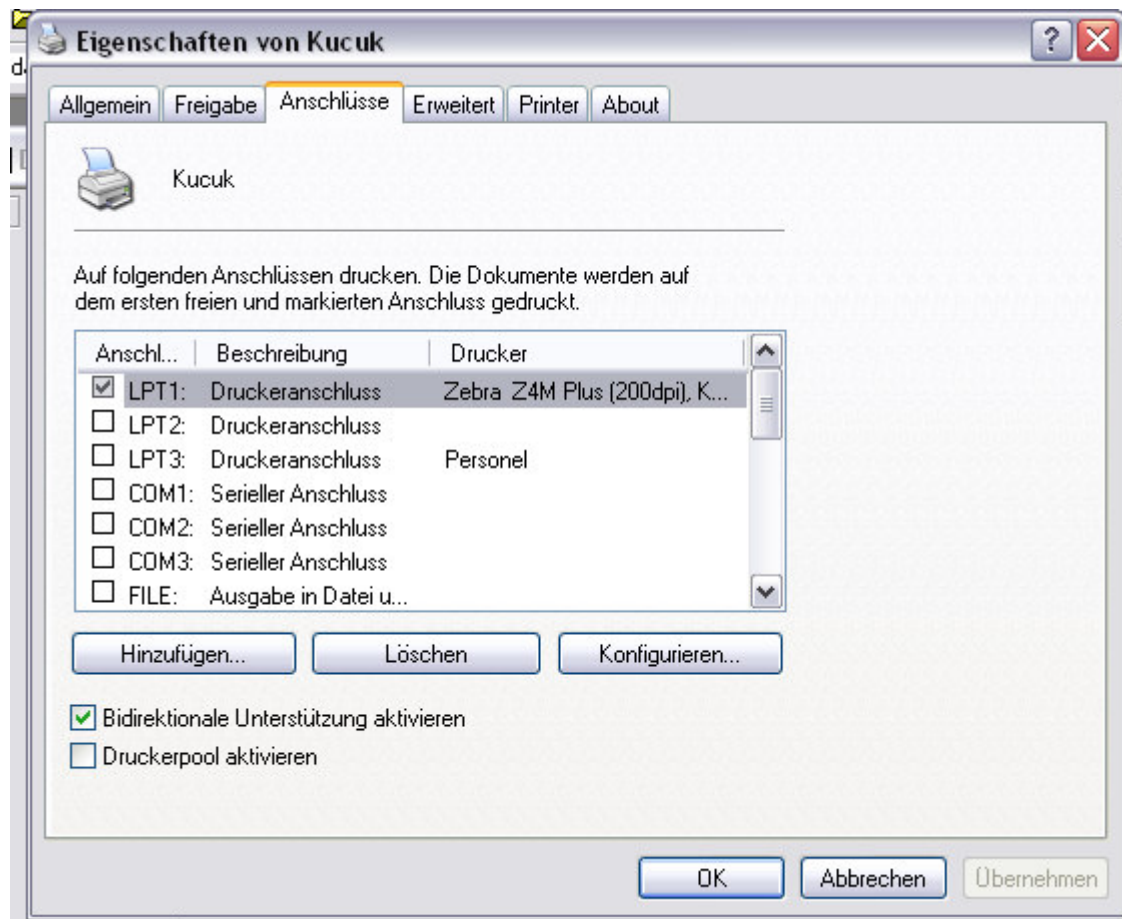 Eigenschaften von Kucuk
Allgemein Freigabe Anschlüsse Erweitert Printer About
Kucuk
Auf folgenden Anschlüssen drucken. Die Dokumente werden auf
dem ersten freien und markierten Anschluss gedruckt.
Anschl... Beschreibung Drucker
LPT1: Druckeranschluss Zebra Z4M Plus (200dpi), K...
LPT2: Druckeranschluss
LPT3: Druckeranschluss Personel
COM1: Serieller Anschluss
COM2: Serieller Anschluss
COM3: Serieller Anschluss
FILE: Ausgabe in Datei u...
Hinzufügen... Löschen Konfigurieren...
Bidirektionale Unterstützung aktivieren
Druckerpool aktivieren
OK Abbrechen Übernehmen